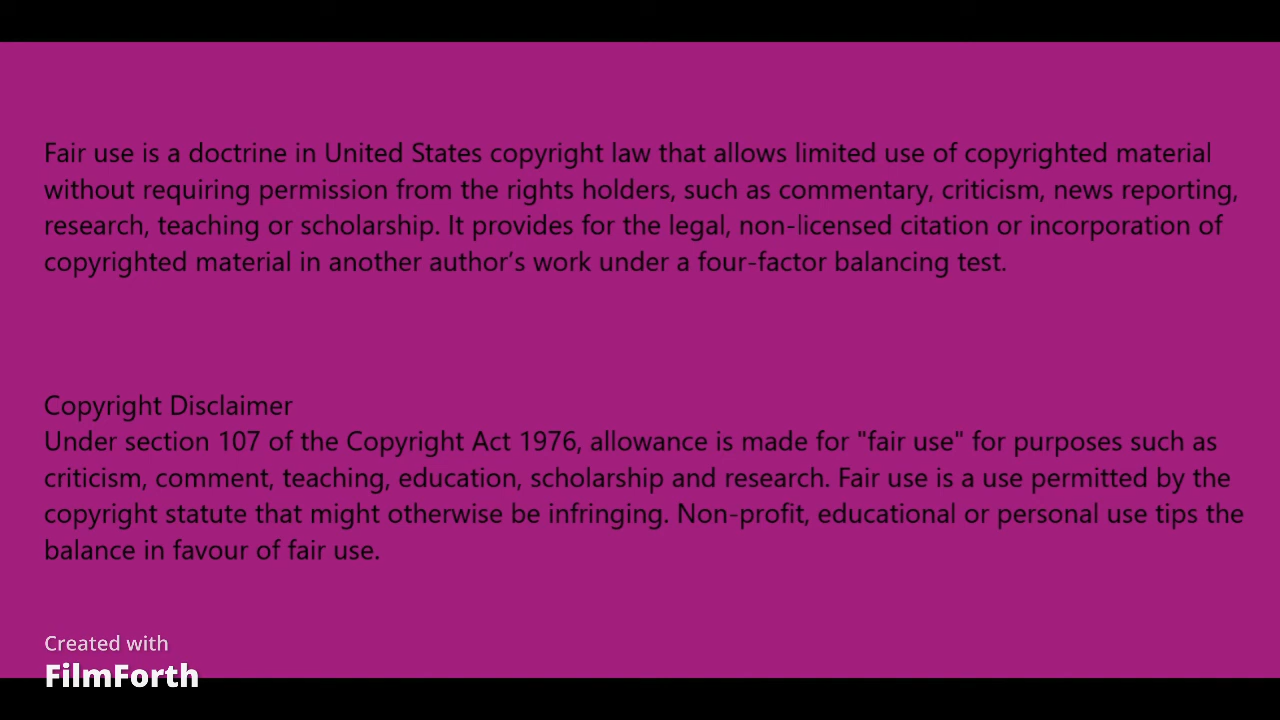 Fair use is a doctrine in United States copyright law that allows limited use of copyrighted material
without requiring permission from the rights holders, such as commentary, criticism, news reporting,
research, teaching or scholarship. It provides for the legal, non-licensed citation or incorporation of
copyrighted material in another author’s work under a four-factor balancing test.
Copyright Disclaimer
Under section 107 of the Copyright Act 1976, allowance is made for "fair use" for purposes such as
criticism, comment, teaching, education, scholarship and research. Fair use is a use permitted by the
copyright statute that might otherwise be infringing. Non-profit, educational or personal use tips the
balance in favour of fair use.
Created with
FilmForth